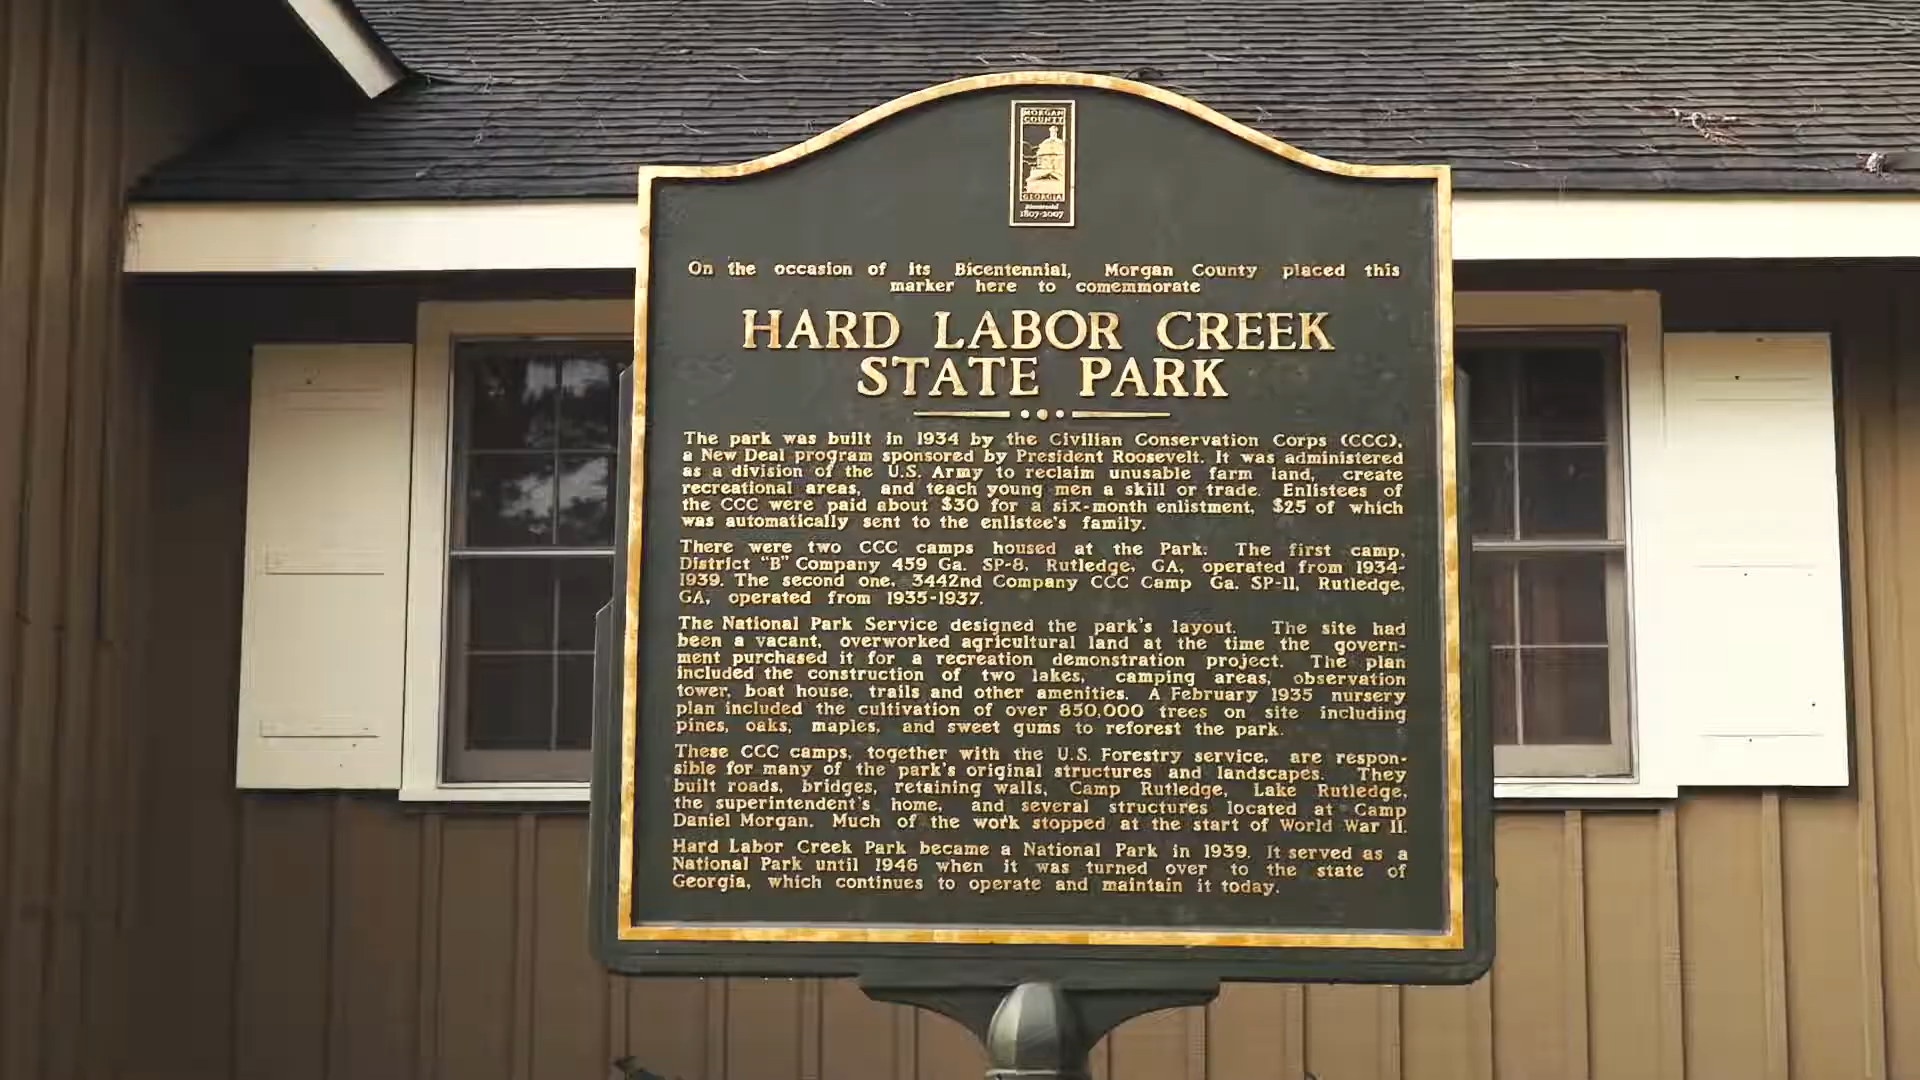 MORGAN
COUNTY
GEORGIA
Bicentennial
1807-2007
On the occasion of its Bicentennial, Morgan County placed this
marker here to comemmorate
HARD LABOR CREEK
STATE PARK
The park was built in 1934 by the Civilian Conservation Corps (CCC),
a New Deal program sponsored by President Roosevelt. It was administered
as a division of the U.S. Army to reclaim unusable farm land, create
recreational areas, and teach young men a skill or trade. Enlistees of
the CCC were paid about $30 for a six-month enlistment, $25 of which
was automatically sent to the enlistee's family.
There were two CCC camps housed at the Park. The first camp,
District "B" Company 459 Ga. SP-8, Rutledge, GA, operated from 1934-
1939. The second one, 3442nd Company CCC Camp Ga. SP-11, Rutledge,
GA, operated from 1935-1937.
The National Park Service designed the park's layout. The site had
been a vacant, overworked agricultural land at the time the govern-
ment purchased it for a recreation demonstration project. The plan
included the construction of two lakes, camping areas, observation
tower, boat house, trails and other amenities. A February 1935 nursery
plan included the cultivation of over 850,000 trees on site including
pines, oaks, maples, and sweet gums to reforest the park.
These CCC camps, together with the U.S. Forestry service, are respon-
sible for many of the park's original structures and landscapes. They
built roads, bridges, retaining walls, Camp Rutledge, Lake Rutledge,
the superintendent's home, and several structures located at Camp
Daniel Morgan. Much of the work stopped at the start of World War II.
Hard Labor Creek Park became a National Park in 1939. It served as a
National Park until 1946 when it was turned over to the state of
Georgia, which continues to operate and maintain it today.